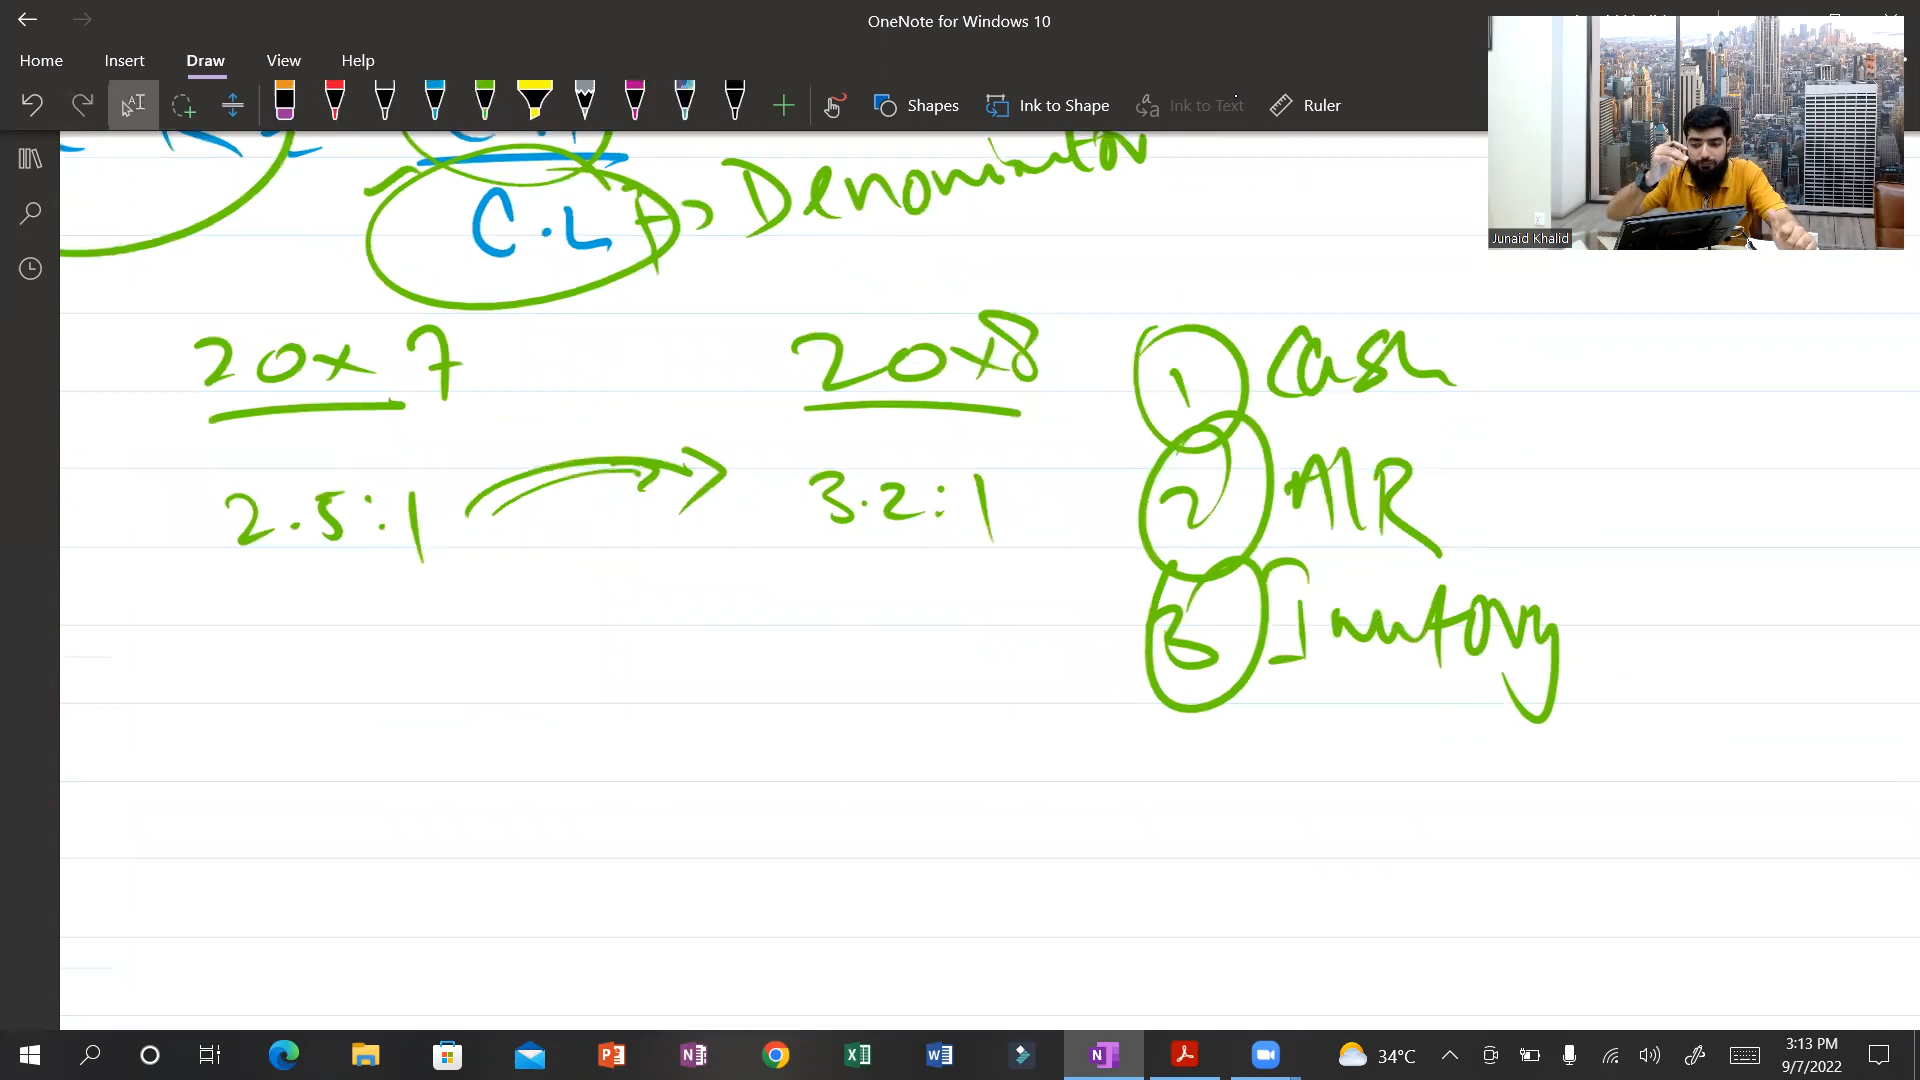 OneNote for Windows 10
Home Insert Draw View Help
Shapes Ink to Shape Ink to Text Ruler
Junaid Khalid
C.L Denomintor
20x7 20x8
2.5:1 3.2:1
1 Cash
2 A/R
3 Inventory
34°C
3:13 PM
9/7/2022